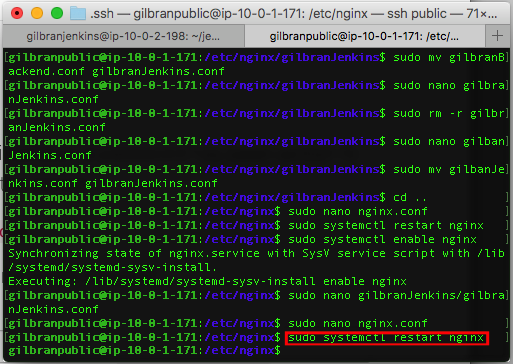 .ssh — gilbranpublic@ip-10-0-1-171: /etc/nginx — ssh public — 71×...
gilbranjenkins@ip-10-0-2-198: ~/je... gilbranpublic@ip-10-0-1-171: /etc/... +
[gilbranpublic@ip-10-0-1-171:/etc/nginx/gilbranJenkins$ sudo mv gilbranB]
ackend.conf gilbranJenkins.conf
[gilbranpublic@ip-10-0-1-171:/etc/nginx/gilbranJenkins$ sudo nano gilbra]
nJenkins.conf
[gilbranpublic@ip-10-0-1-171:/etc/nginx/gilbranJenkins$ sudo rm -r gilbr]
anJenkins.conf
[gilbranpublic@ip-10-0-1-171:/etc/nginx/gilbranJenkins$ sudo nano gilban]
Jenkins.conf
[gilbranpublic@ip-10-0-1-171:/etc/nginx/gilbranJenkins$ sudo mv gilbanJe]
nkins.conf gilbranJenkins.conf
[gilbranpublic@ip-10-0-1-171:/etc/nginx/gilbranJenkins$ cd .. ]
[gilbranpublic@ip-10-0-1-171:/etc/nginx$ sudo nano nginx.conf ]
[gilbranpublic@ip-10-0-1-171:/etc/nginx$ sudo systemctl restart nginx ]
[gilbranpublic@ip-10-0-1-171:/etc/nginx$ sudo systemctl enable nginx ]
Synchronizing state of nginx.service with SysV service script with /lib
/systemd/systemd-sysv-install.
Executing: /lib/systemd/systemd-sysv-install enable nginx
[gilbranpublic@ip-10-0-1-171:/etc/nginx$ sudo nano gilbranJenkins/gilbra]
nJenkins.conf
[gilbranpublic@ip-10-0-1-171:/etc/nginx$ sudo nano nginx.conf ]
[gilbranpublic@ip-10-0-1-171:/etc/nginx$ sudo systemctl restart nginx ]
gilbranpublic@ip-10-0-1-171:/etc/nginx$